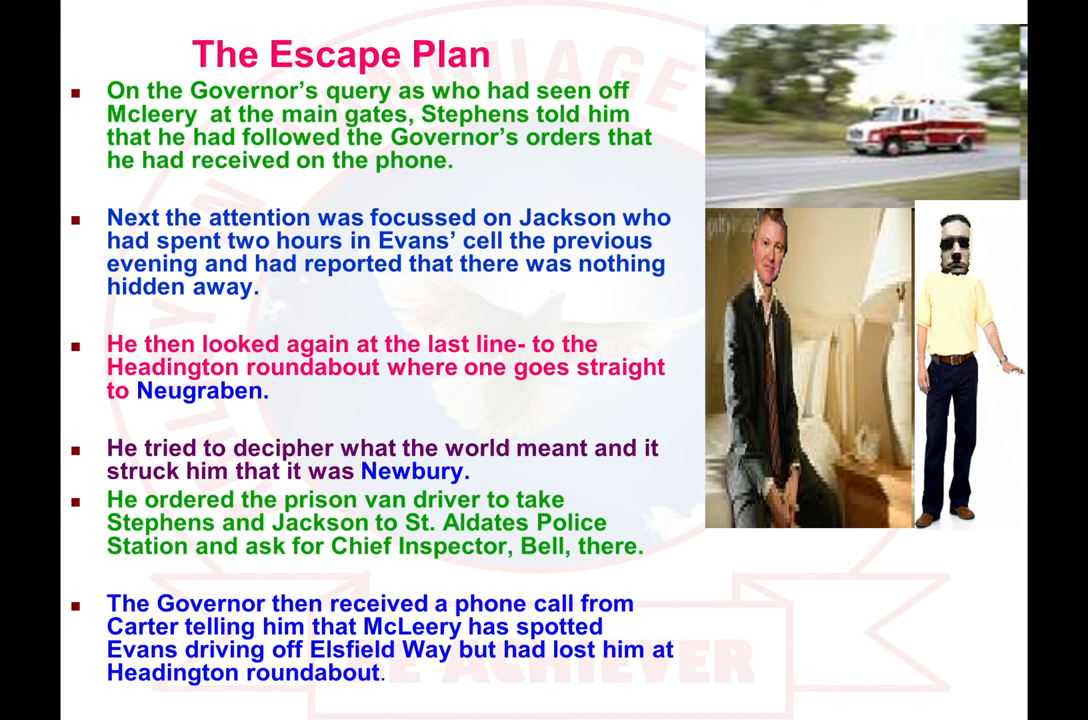 The Escape Plan
On the Governor's query as who had seen off
Mcleery at the main gates, Stephens told him
that he had followed the Governor's orders that
he had received on the phone.
Next the attention was focussed on Jackson who
had spent two hours in Evans' cell the previous
evening and had reported that there was nothing
hidden away.
He then looked again at the last line- to the
Headington roundabout where one goes straight
to Neugraben.
He tried to decipher what the world meant and it
struck him that it was Newbury.
He ordered the prison van driver to take
Stephens and Jackson to St. Aldates Police
Station and ask for Chief Inspector, Bell, there.
The Governor then received a phone call from
Carter telling him that McLeery has spotted
Evans driving off Elsfield Way but had lost him at
Headington roundabout.